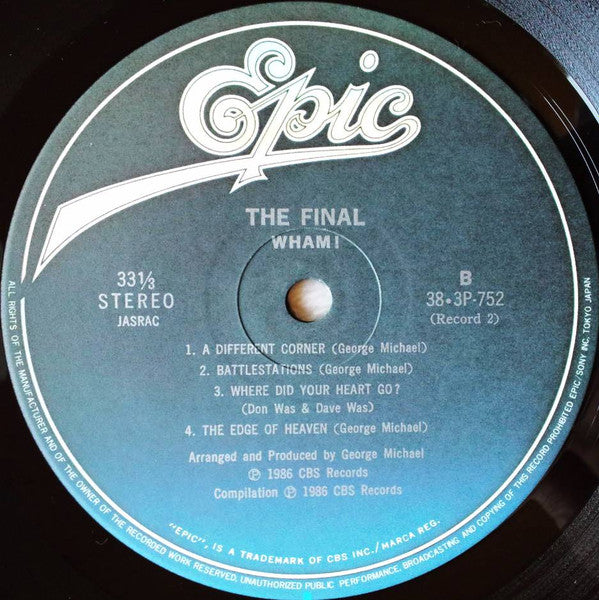 Epic
THE FINAL
WHAM!
33⅓
STEREO
JASRAC
B
38•3P-752
(Record 2)
1. A DIFFERENT CORNER (George Michael)
2. BATTLESTATIONS (George Michael)
3. WHERE DID YOUR HEART GO?
(Don Was & Dave Was)
4. THE EDGE OF HEAVEN (George Michael)
Arranged and Produced by George Michael
℗ 1986 CBS Records
Compilation ℗ 1986 CBS Records
"EPIC", IS A TRADEMARK OF CBS INC./MARCA REG.
ALL RIGHTS OF THE MANUFACTURER AND OF THE OWNER OF THE RECORDED WORK RESERVED. UNAUTHORIZED PUBLIC PERFORMANCE, BROADCASTING AND COPYING OF THIS RECORD PROHIBITED EPIC/SONY INC. TOKYO JAPAN